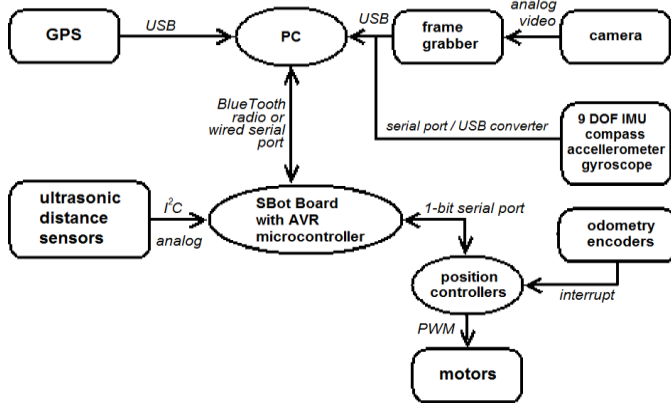 GPS
USB
PC
USB
frame
grabber
analog
video
camera
BlueTooth
radio or
wired serial
port
serial port / USB converter
9 DOF IMU
compass
accellerometer
gyroscope
ultrasonic
distance
sensors
I²C
analog
SBot Board
with AVR
microcontroller
1-bit serial port
odometry
encoders
position
controllers
interrupt
PWM
motors